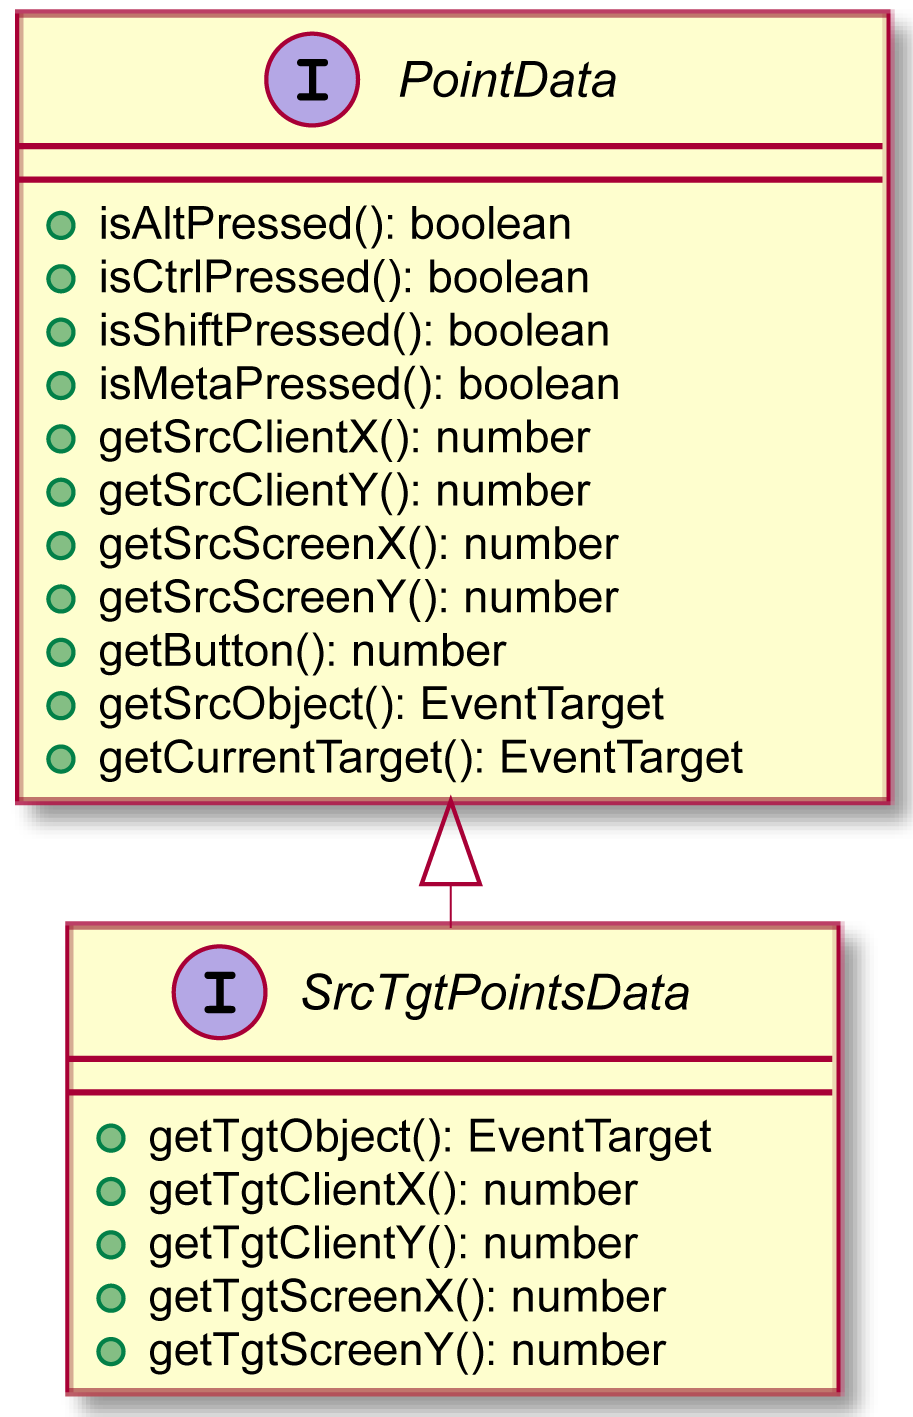 I PointData
isAltPressed(): boolean
isCtrlPressed(): boolean
isShiftPressed(): boolean
isMetaPressed(): boolean
getSrcClientX(): number
getSrcClientY(): number
getSrcScreenX(): number
getSrcScreenY(): number
getButton(): number
getSrcObject(): EventTarget
getCurrentTarget(): EventTarget
I SrcTgtPointsData
getTgtObject(): EventTarget
getTgtClientX(): number
getTgtClientY(): number
getTgtScreenX(): number
getTgtScreenY(): number